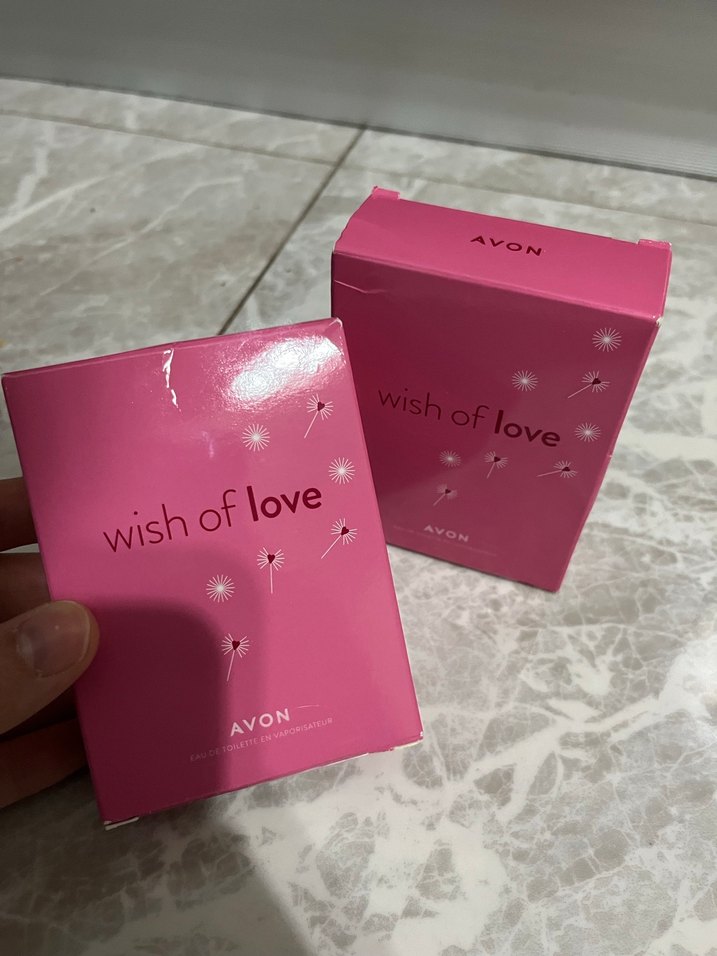 wish of love
AVON
EAU DE TOILETTE EN VAPORISATEUR
AVON
wish of love
AVON